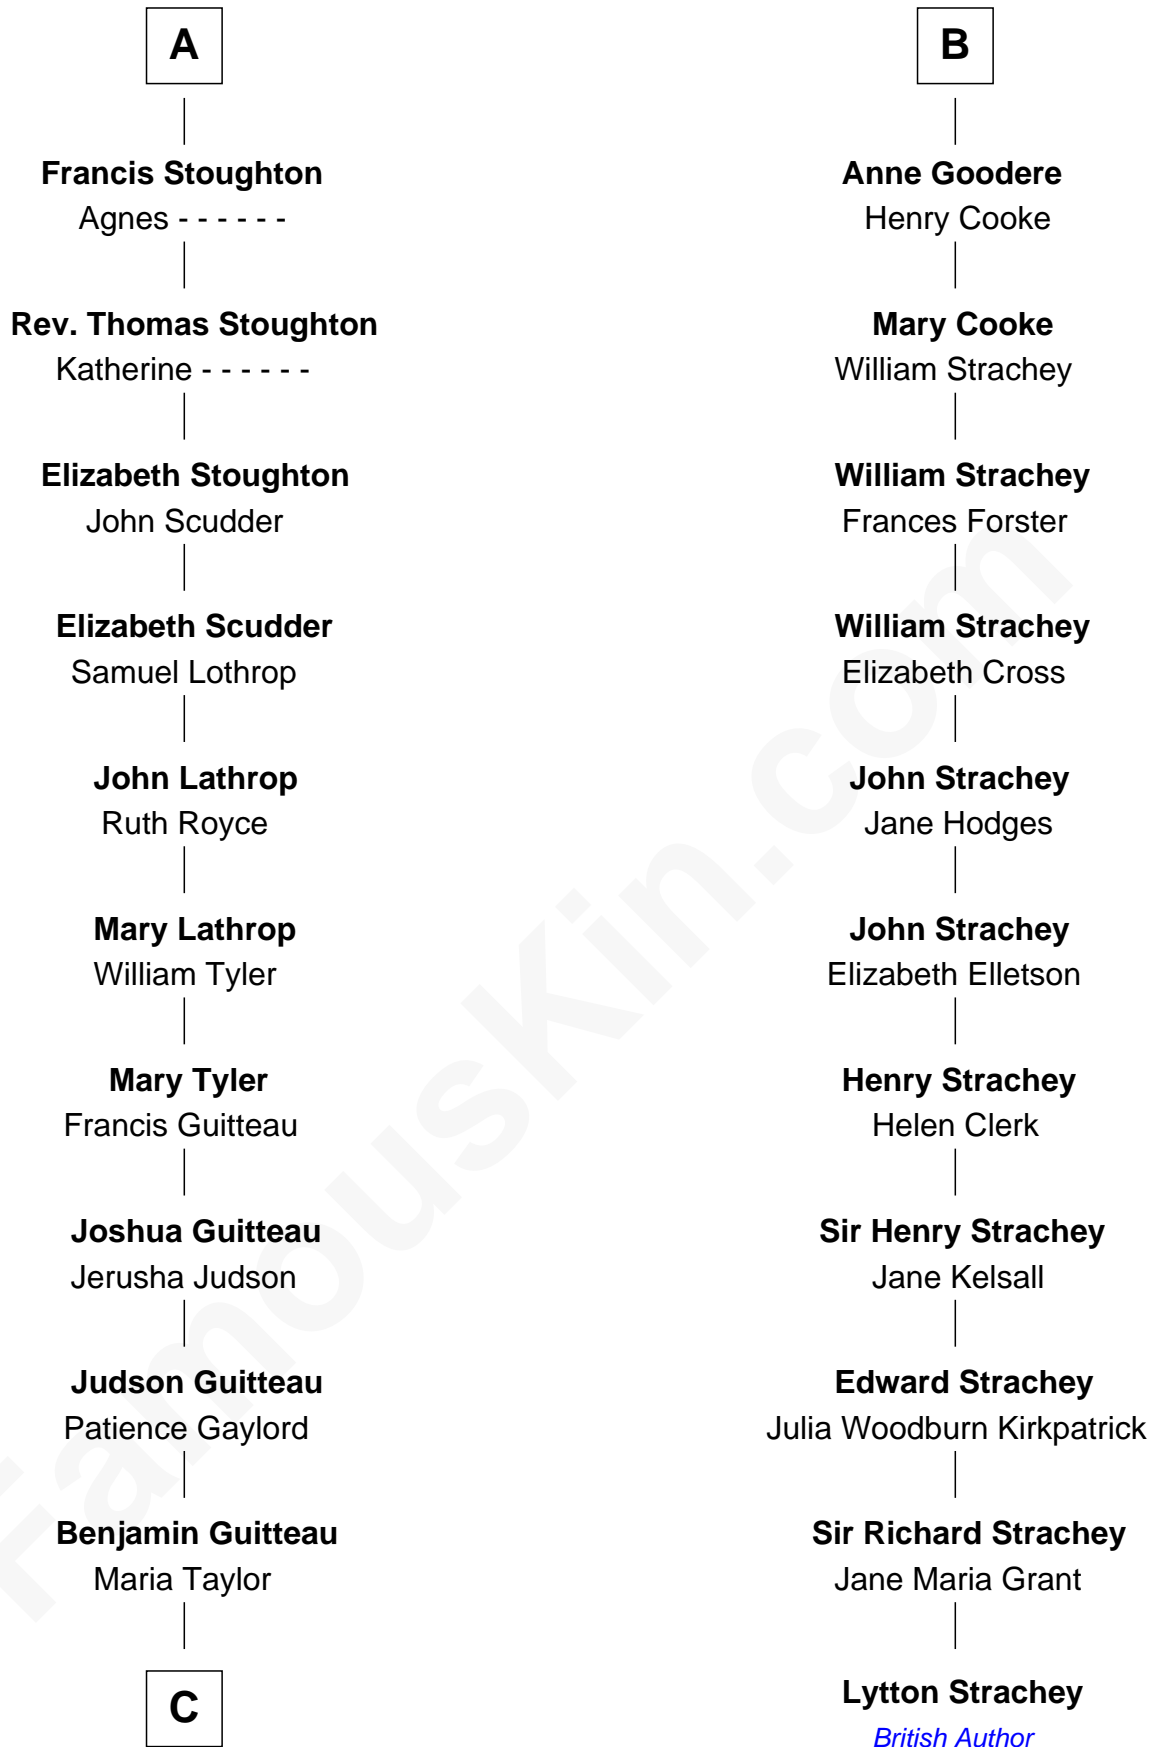 A
Francis Stoughton
Agnes - - - - - -
Rev. Thomas Stoughton
Katherine - - - - - -
Elizabeth Stoughton
John Scudder
Elizabeth Scudder
Samuel Lothrop
John Lathrop
Ruth Royce
Mary Lathrop
William Tyler
Mary Tyler
Francis Guitteau
Joshua Guitteau
Jerusha Judson
Judson Guitteau
Patience Gaylord
Benjamin Guitteau
Maria Taylor
C
B
Anne Goodere
Henry Cooke
Mary Cooke
William Strachey
William Strachey
Frances Forster
William Strachey
Elizabeth Cross
John Strachey
Jane Hodges
John Strachey
Elizabeth Elletson
Henry Strachey
Helen Clerk
Sir Henry Strachey
Jane Kelsall
Edward Strachey
Julia Woodburn Kirkpatrick
Sir Richard Strachey
Jane Maria Grant
Lytton Strachey
British Author
FamousKin.com